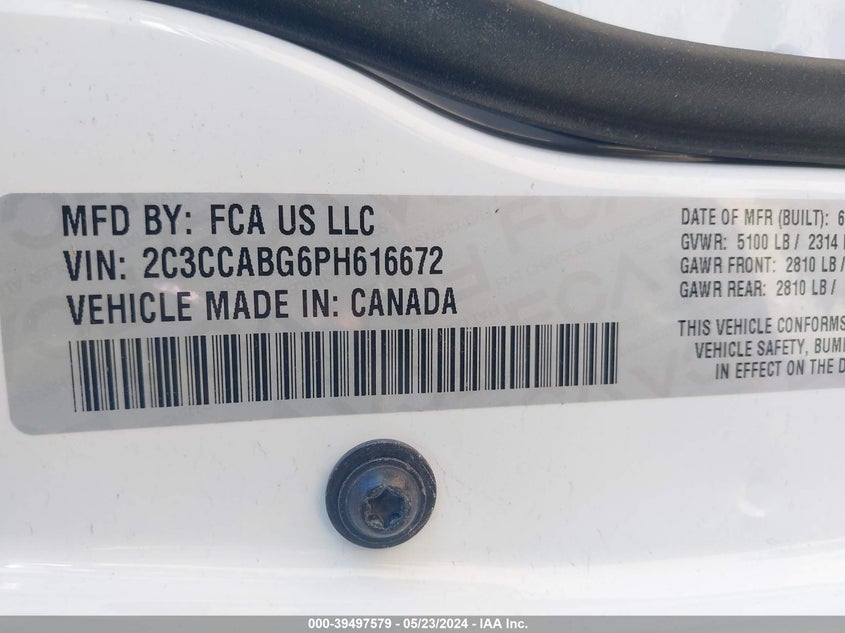 MFD BY: FCA US LLC
VIN: 2C3CCABG6PH616672
VEHICLE MADE IN: CANADA
DATE OF MFR (BUILT): 6
GVWR: 5100 LB / 2314
GAWR FRONT: 2810 LB /
GAWR REAR: 2810 LB /
THIS VEHICLE CONFORMS
VEHICLE SAFETY, BUM
IN EFFECT ON THE D
000-39497579 - 05/23/2024 - IAA Inc.